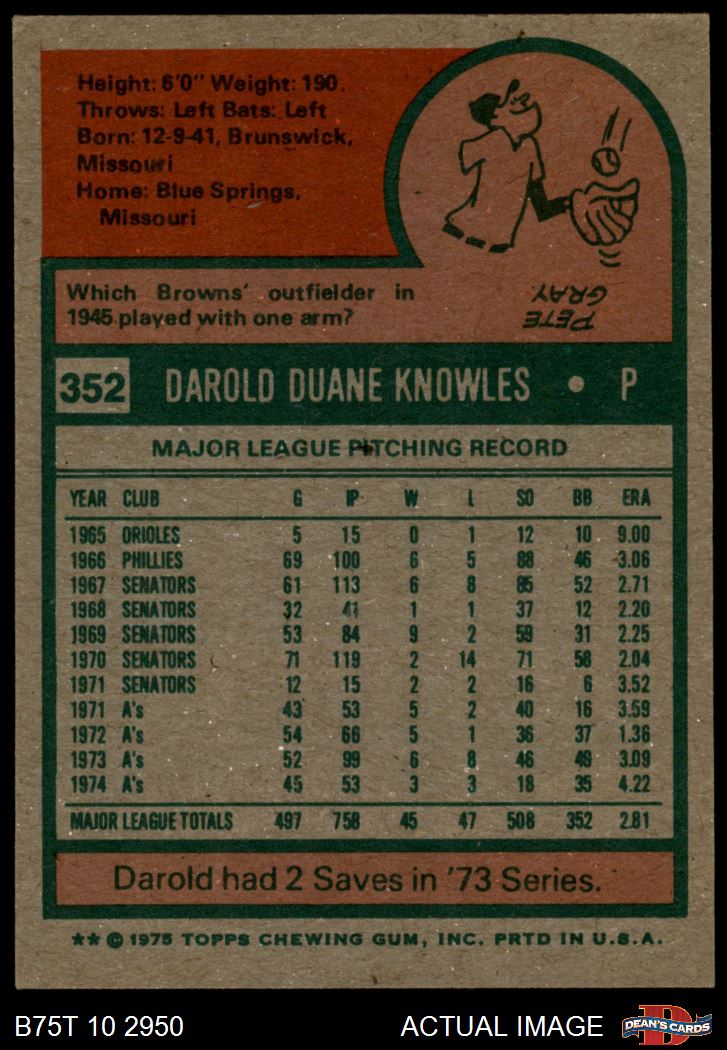 Height: 6'0" Weight: 190.
Throws: Left Bats: Left
Born: 12-9-41, Brunswick,
Missouri
Home: Blue Springs,
Missouri
Which Browns' outfielder in
1945 played with one arm?
PETE
GRAY
352 DAROLD DUANE KNOWLES • P
MAJOR LEAGUE PITCHING RECORD
YEAR CLUB G IP W L SO BB ERA
1965 ORIOLES 5 15 0 1 12 10 9.00
1966 PHILLIES 69 100 6 5 88 46 3.06
1967 SENATORS 61 113 6 8 85 52 2.71
1968 SENATORS 32 41 1 1 37 12 2.20
1969 SENATORS 53 84 9 2 59 31 2.25
1970 SENATORS 71 119 2 14 71 58 2.04
1971 SENATORS 12 15 2 2 16 6 3.52
1971 A's 43 53 5 2 40 16 3.59
1972 A's 54 66 5 1 36 37 1.36
1973 A's 52 99 6 8 46 49 3.09
1974 A's 45 53 3 3 18 35 4.22
MAJOR LEAGUE TOTALS 497 758 45 47 508 352 2.81
Darold had 2 Saves in '73 Series.
** © 1975 TOPPS CHEWING GUM, INC. PRTD IN U.S.A.
B75T 10 2950 ACTUAL IMAGE
D
DEAN'S CARDS